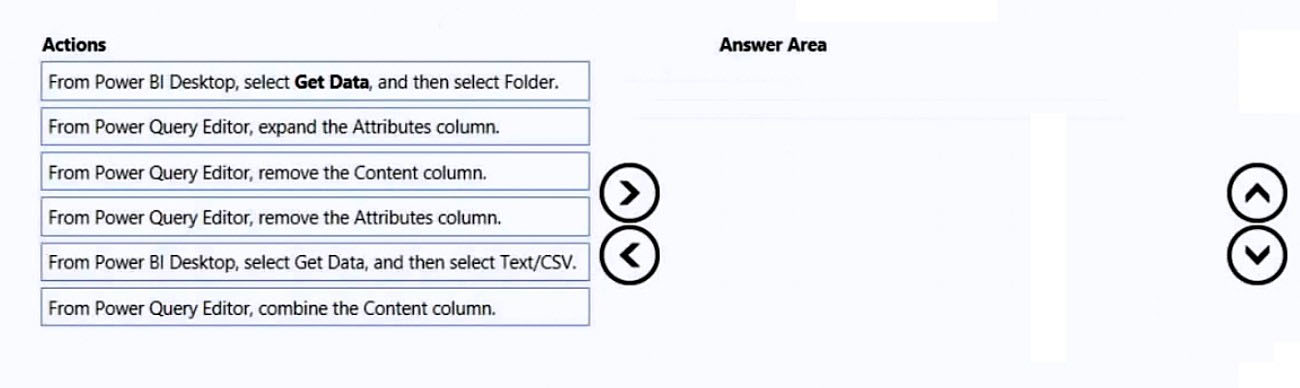 Actions
Answer Area
From Power BI Desktop, select Get Data, and then select Folder.
From Power Query Editor, expand the Attributes column.
From Power Query Editor, remove the Content column.
From Power Query Editor, remove the Attributes column.
From Power BI Desktop, select Get Data, and then select Text/CSV.
From Power Query Editor, combine the Content column.